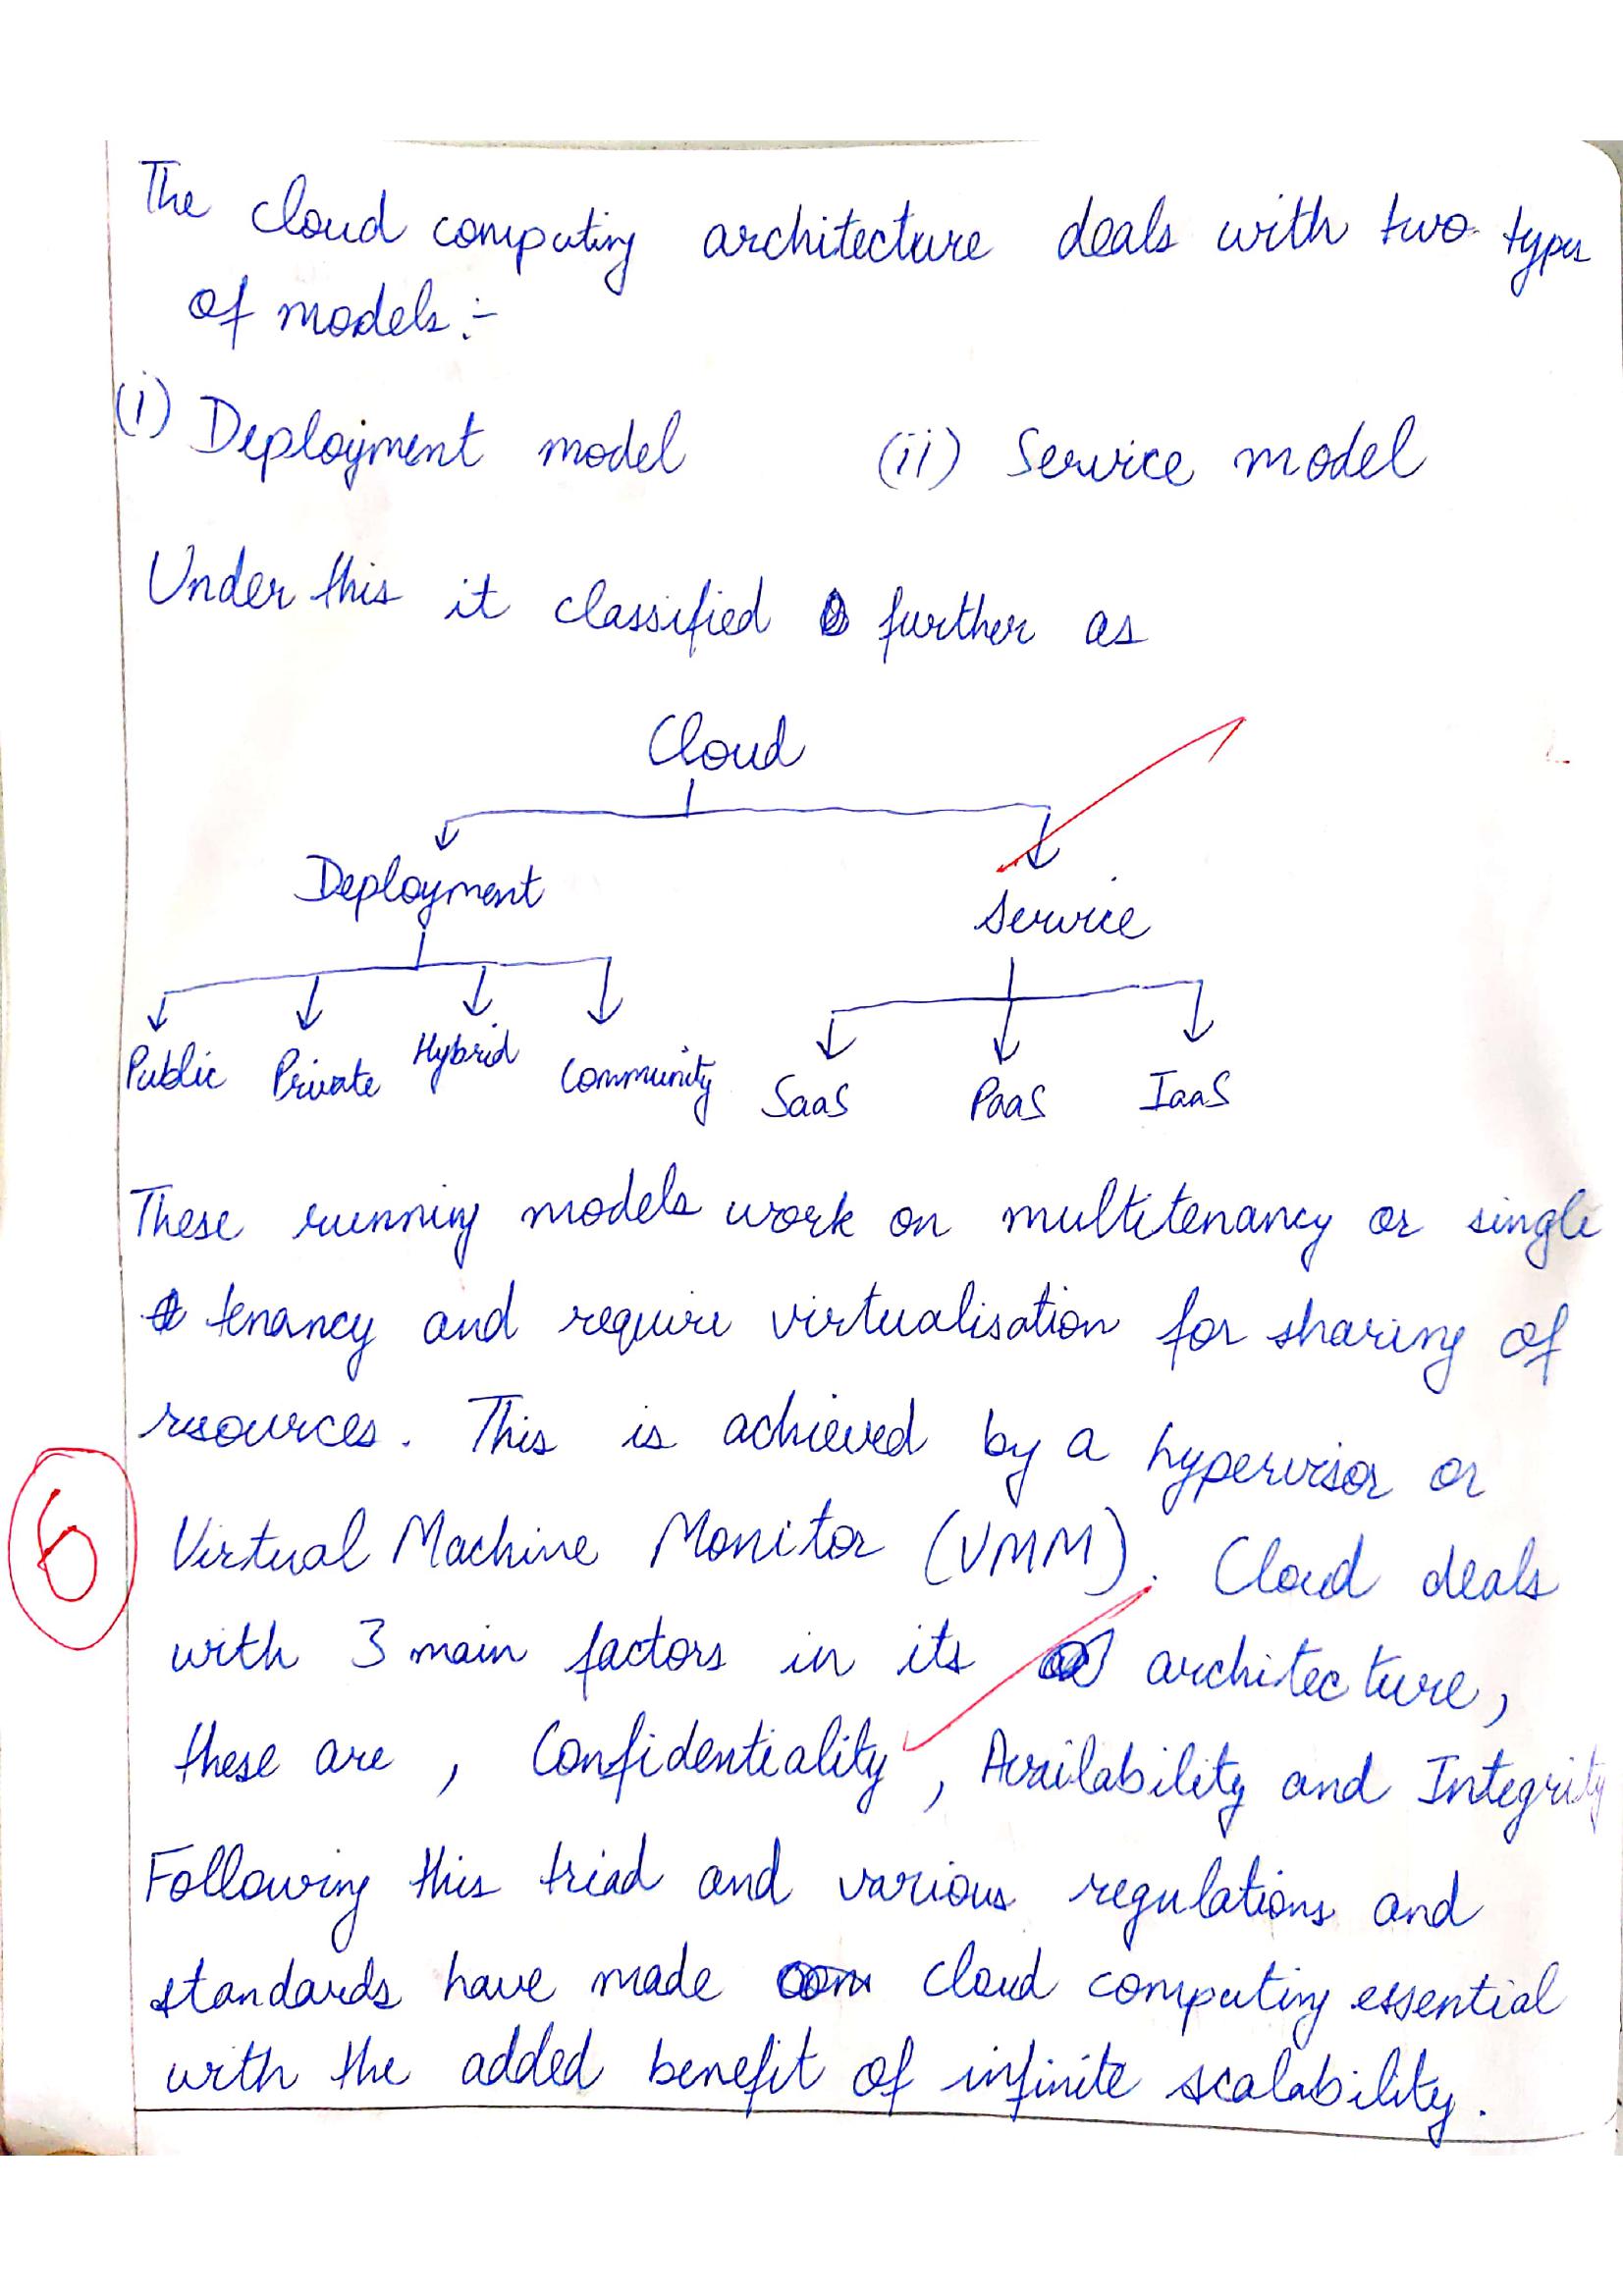 The cloud computing architecture deals with two types
of models :-
(i) Deployment model (ii) Service model
Under this it classified further as
Cloud
Deployment Service
Public Private Hybrid Community SaaS PaaS IaaS
These running models work on multitenancy or single
tenancy and require virtualisation for sharing of
resources. This is achieved by a hypervisor or
6
Virtual Machine Monitor (VMM). Cloud deals
with 3 main factors in its architecture,
these are , Confidentiality , Availability and Integrity
Following this triad and various regulations and
standards have made cloud computing essential
with the added benefit of infinite scalability.